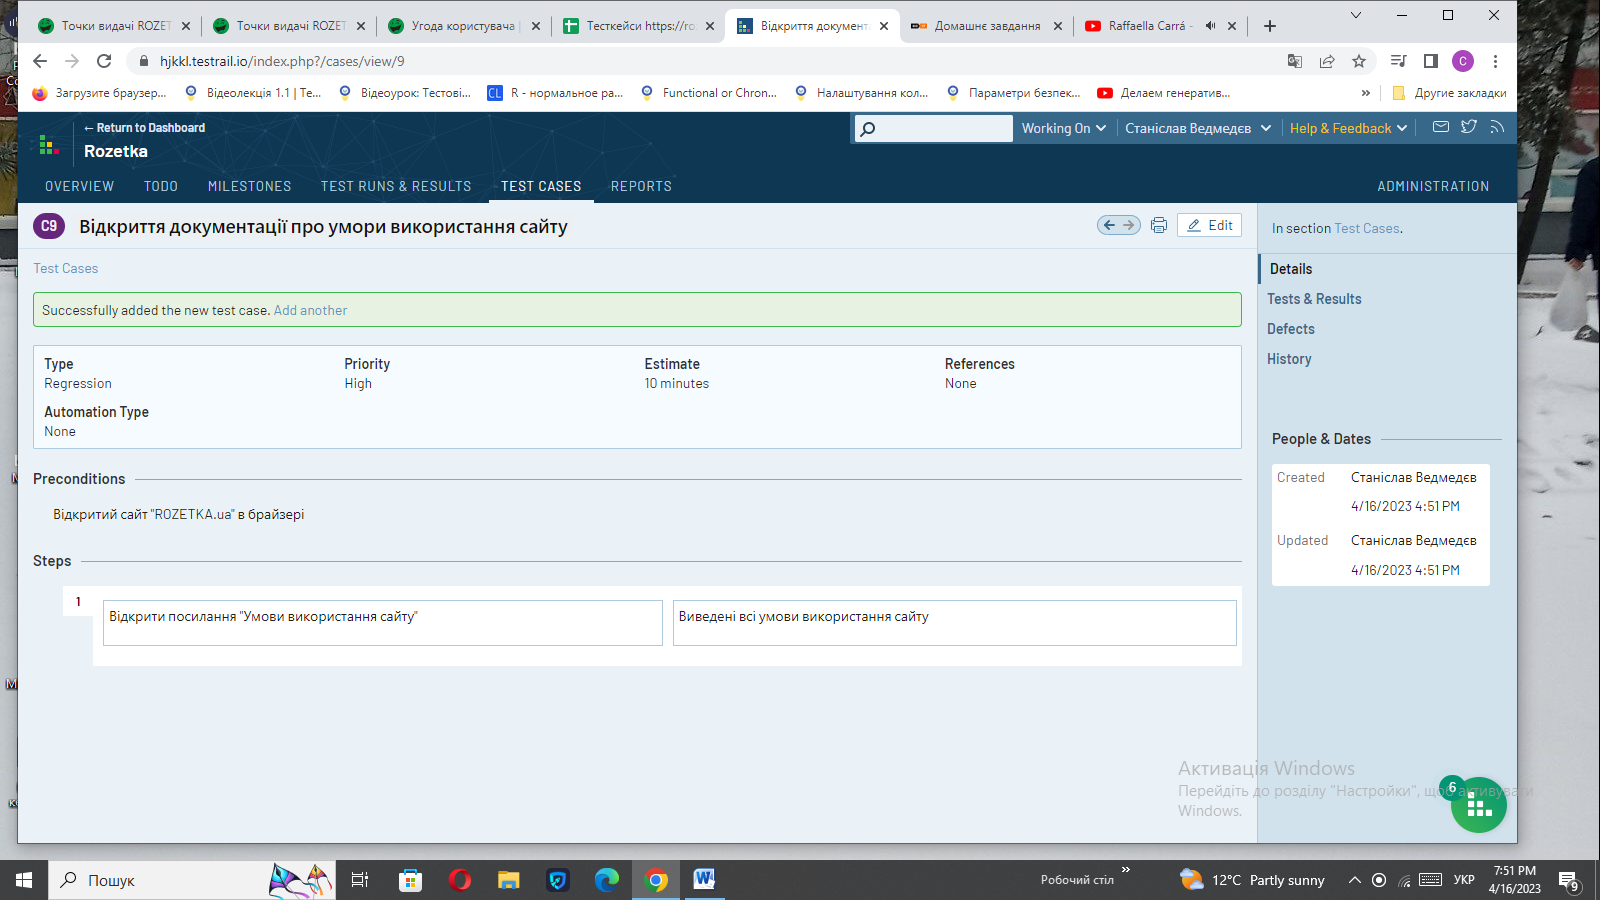 Точки видачі ROZET
Точки видачі ROZET
Угода користувача |
Тесткейси https://ro
Відкриття документ
Домашнє завдання
Raffaella Carrá -
hjkkl.testrail.io/index.php?/cases/view/9
C
Загрузите браузер...
Відеолекція 1.1 | Те...
Відеоурок: Тестові...
CL R - нормальное ра...
Functional or Chron...
Налаштування кол...
Параметри безпек...
Делаем генератив...
»
Другие закладки
← Return to Dashboard
Rozetka
Working On
Станіслав Ведмедєв
Help & Feedback
OVERVIEW
TODO
MILESTONES
TEST RUNS & RESULTS
TEST CASES
REPORTS
ADMINISTRATION
C9 Відкриття документації про умори використання сайту
Edit
In section Test Cases.
Test Cases
Successfully added the new test case. Add another
Type
Regression
Priority
High
Estimate
10 minutes
References
None
Automation Type
None
Preconditions
Відкритий сайт "ROZETKA.ua" в брайзері
Steps
1
Відкрити посилання "Умови використання сайту"
Виведені всі умови використання сайту
Details
Tests & Results
Defects
History
People & Dates
Created Станіслав Ведмедєв
4/16/2023 4:51 PM
Updated Станіслав Ведмедєв
4/16/2023 4:51 PM
Активація Windows
Перейдіть до розділу "Настройки", щоб активувати
Windows.
6
Пошук
Робочий стіл
»
12°C Partly sunny
УКР
7:51 PM
4/16/2023
9